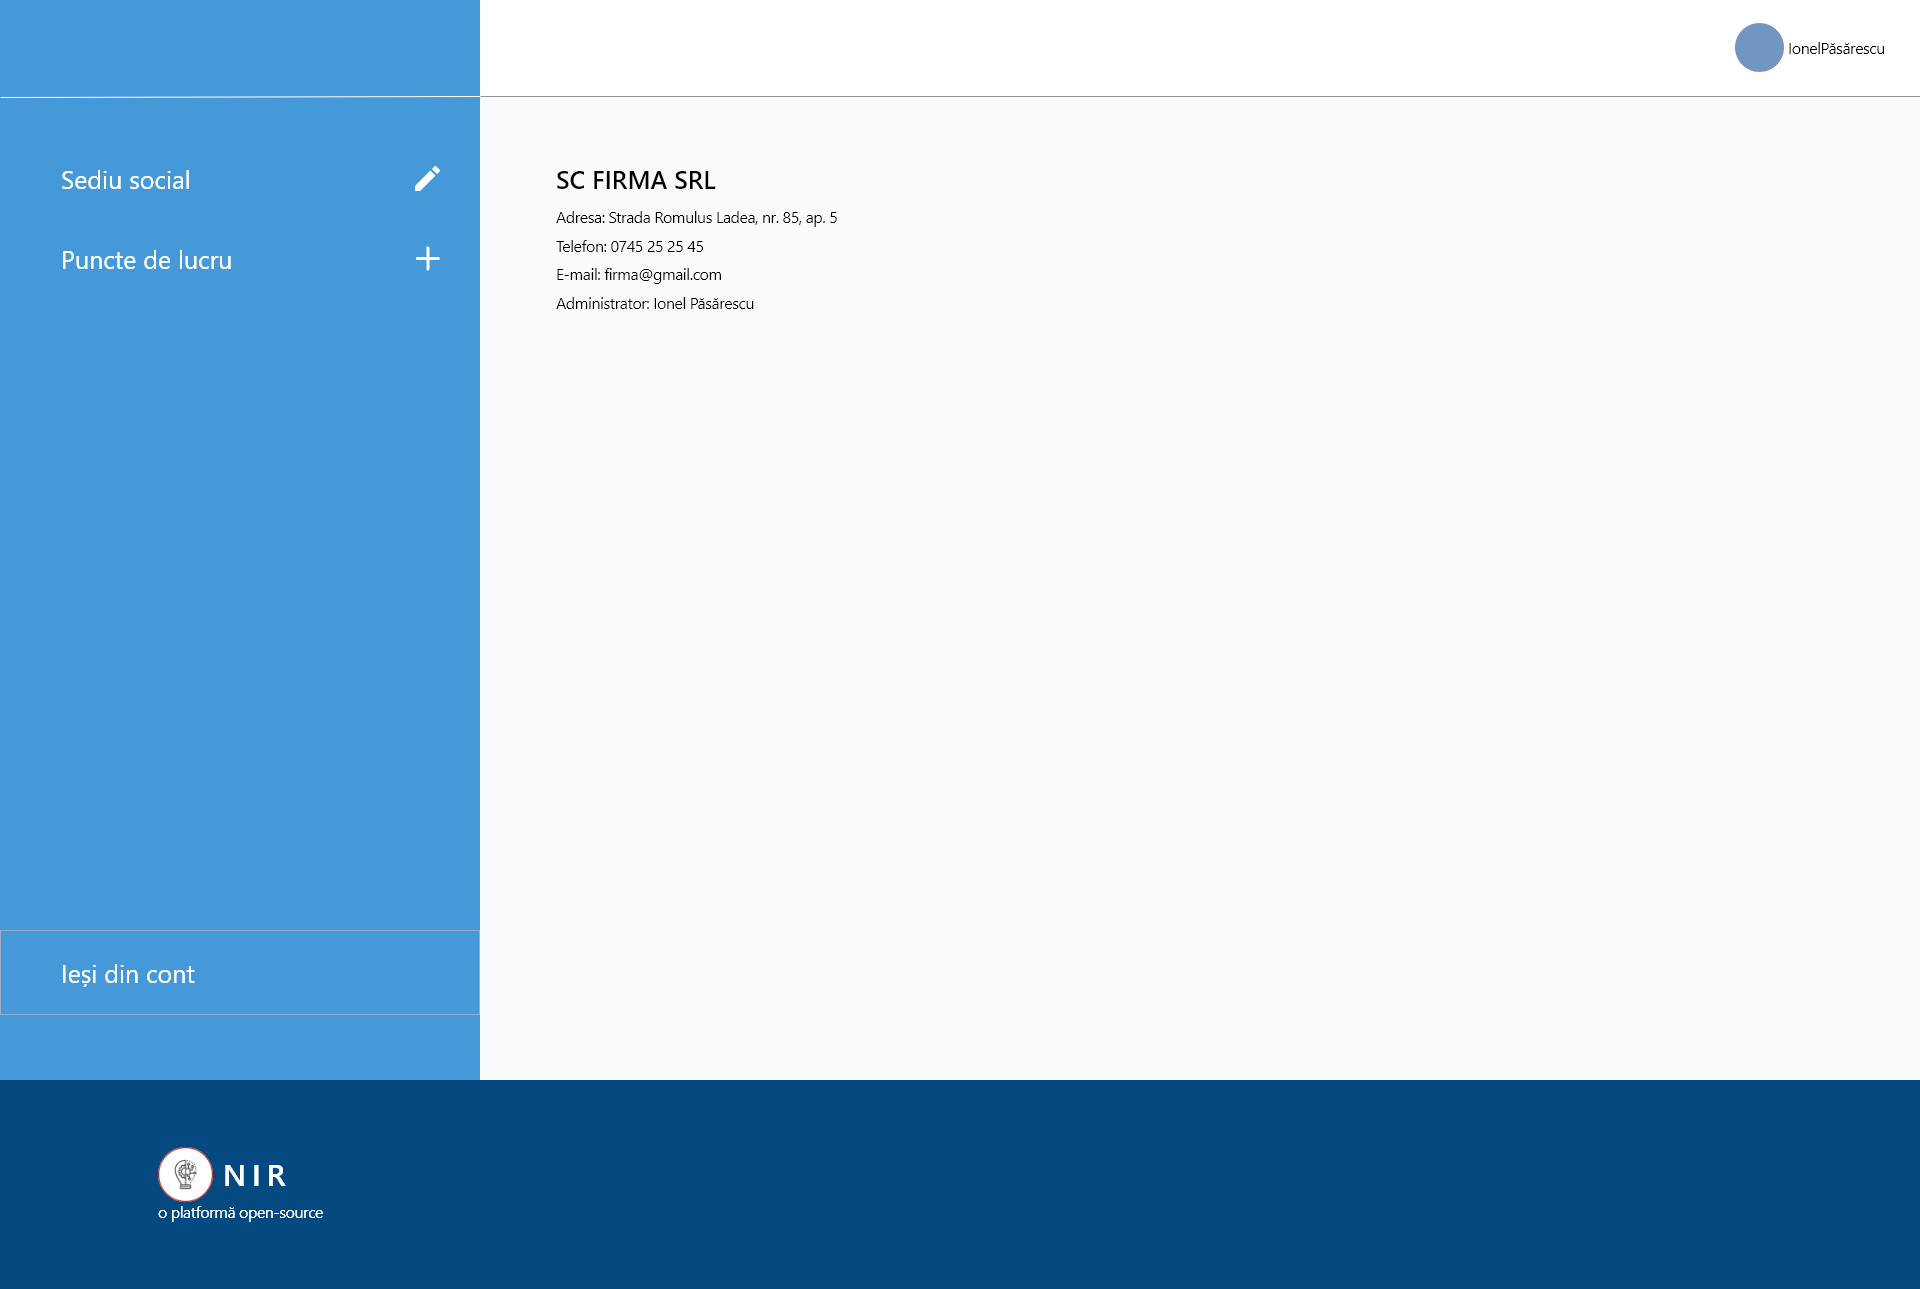 IonelPăsărescu
Sediu social
Puncte de lucru
SC FIRMA SRL
Adresa: Strada Romulus Ladea, nr. 85, ap. 5
Telefon: 0745 25 25 45
E-mail: firma@gmail.com
Administrator: Ionel Păsărescu
Ieși din cont
NIR
o platformă open-source